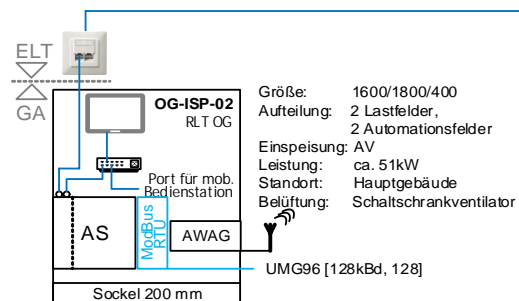 ELT
GA
OG-ISP-02
RLT OG
Port für mob.
Bedienstation
AS
ModBus
RTU
AWAG
Sockel 200 mm
Größe: 1600/1800/400
Aufteilung: 2 Lastfelder,
2 Automationsfelder
Einspeisung: AV
Leistung: ca. 51kW
Standort: Hauptgebäude
Belüftung: Schaltschrankventilator
UMG96 [128kBd, 128]